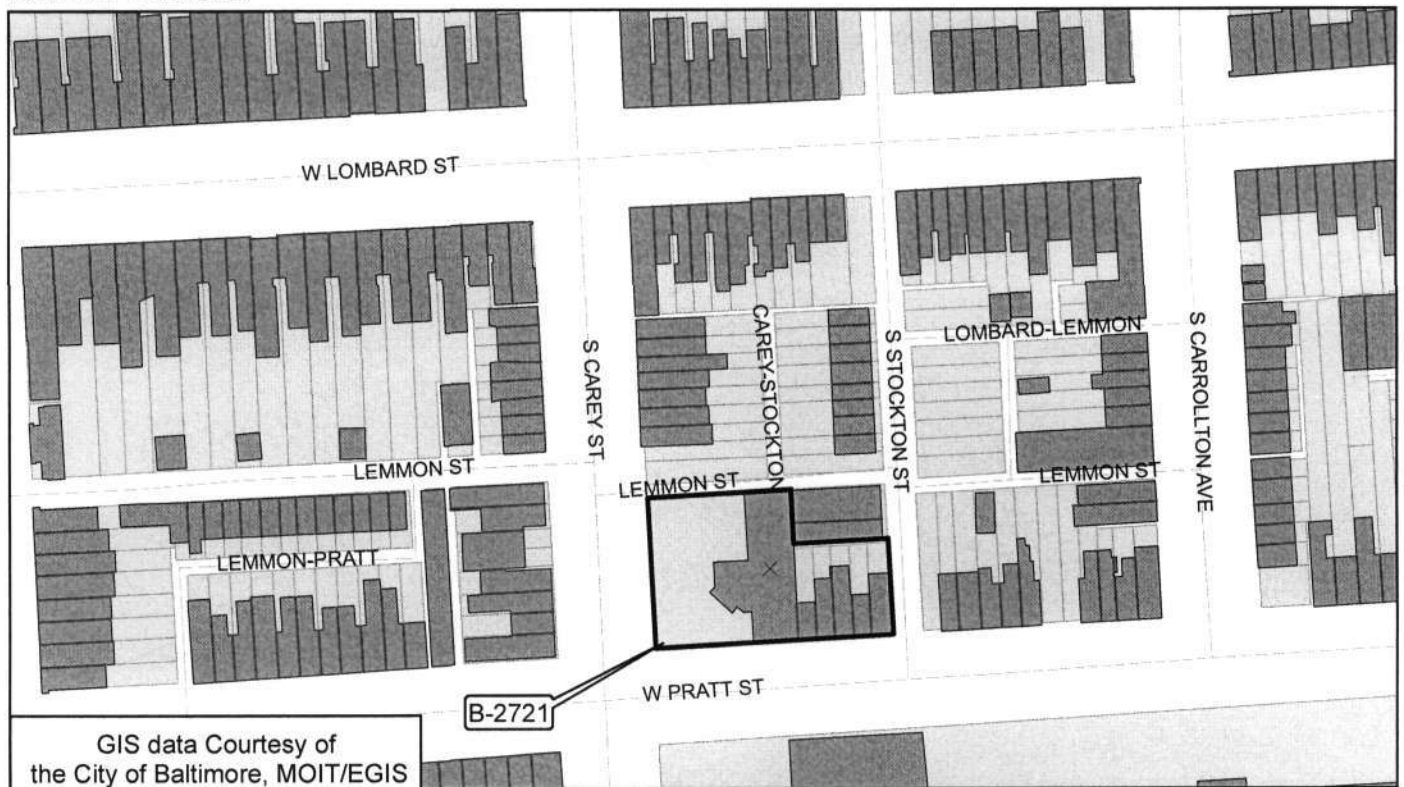 W LOMBARD ST
CAREY-STOCKTON
LOMBARD-LEMMON
S CAREY ST
S STOCKTON ST
S CARROLLTON AVE
LEMMON ST
LEMMON ST
LEMMON ST
LEMMON-PRATT
W PRATT ST
B-2721
GIS data Courtesy of
the City of Baltimore, MOIT/EGIS